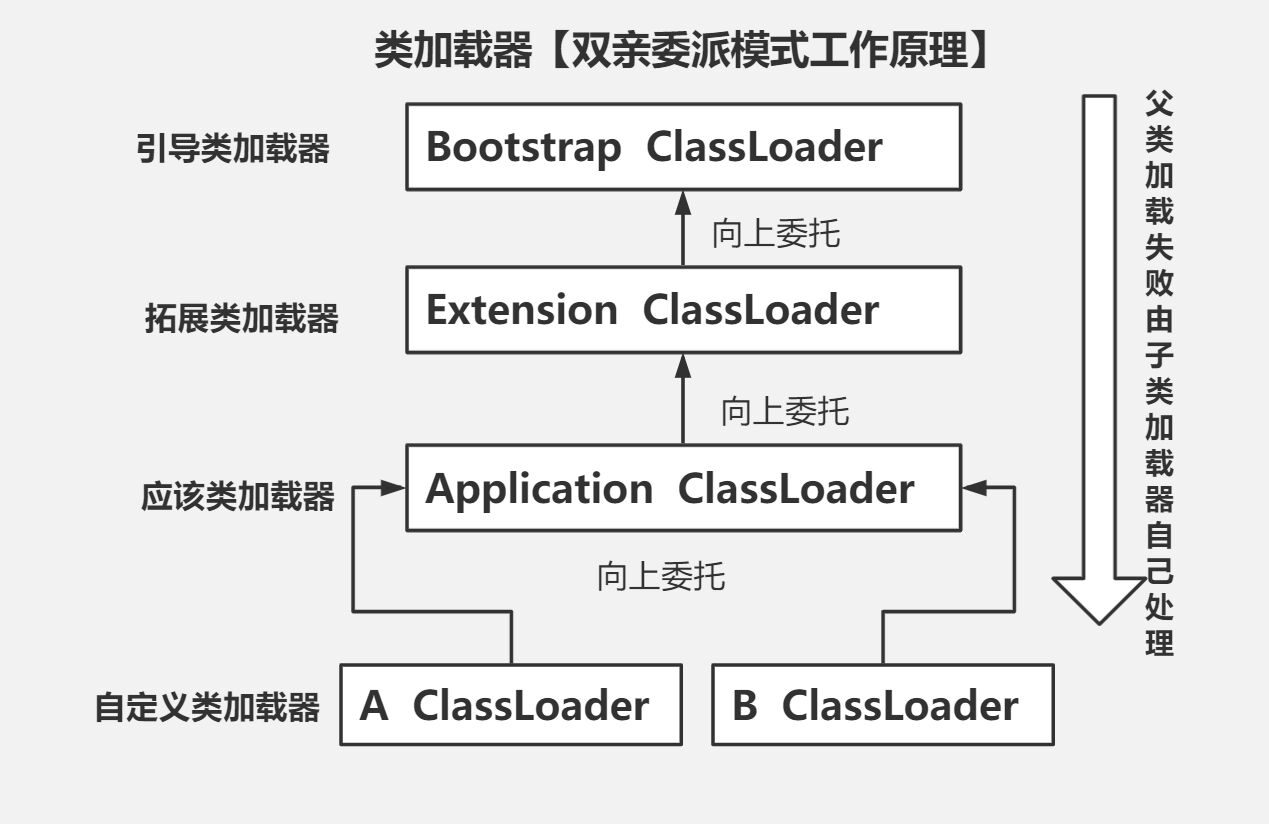 类加载器【双亲委派模式工作原理】
引导类加载器
Bootstrap ClassLoader
向上委托
拓展类加载器
Extension ClassLoader
向上委托
应该类加载器
Application ClassLoader
向上委托
自定义类加载器
A ClassLoader
B ClassLoader
父类加载失败由子类加载器自己处理